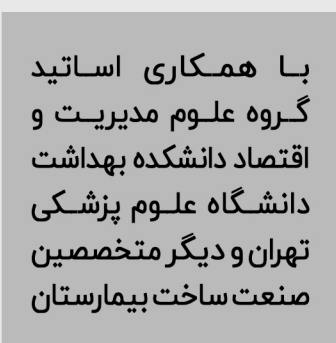 با همکاری اساتید
گروه علوم مدیریت و
اقتصاد دانشکده بهداشت
دانشگاه علوم پزشکی
تهران و دیگر متخصصین
صنعت ساخت بیمارستان